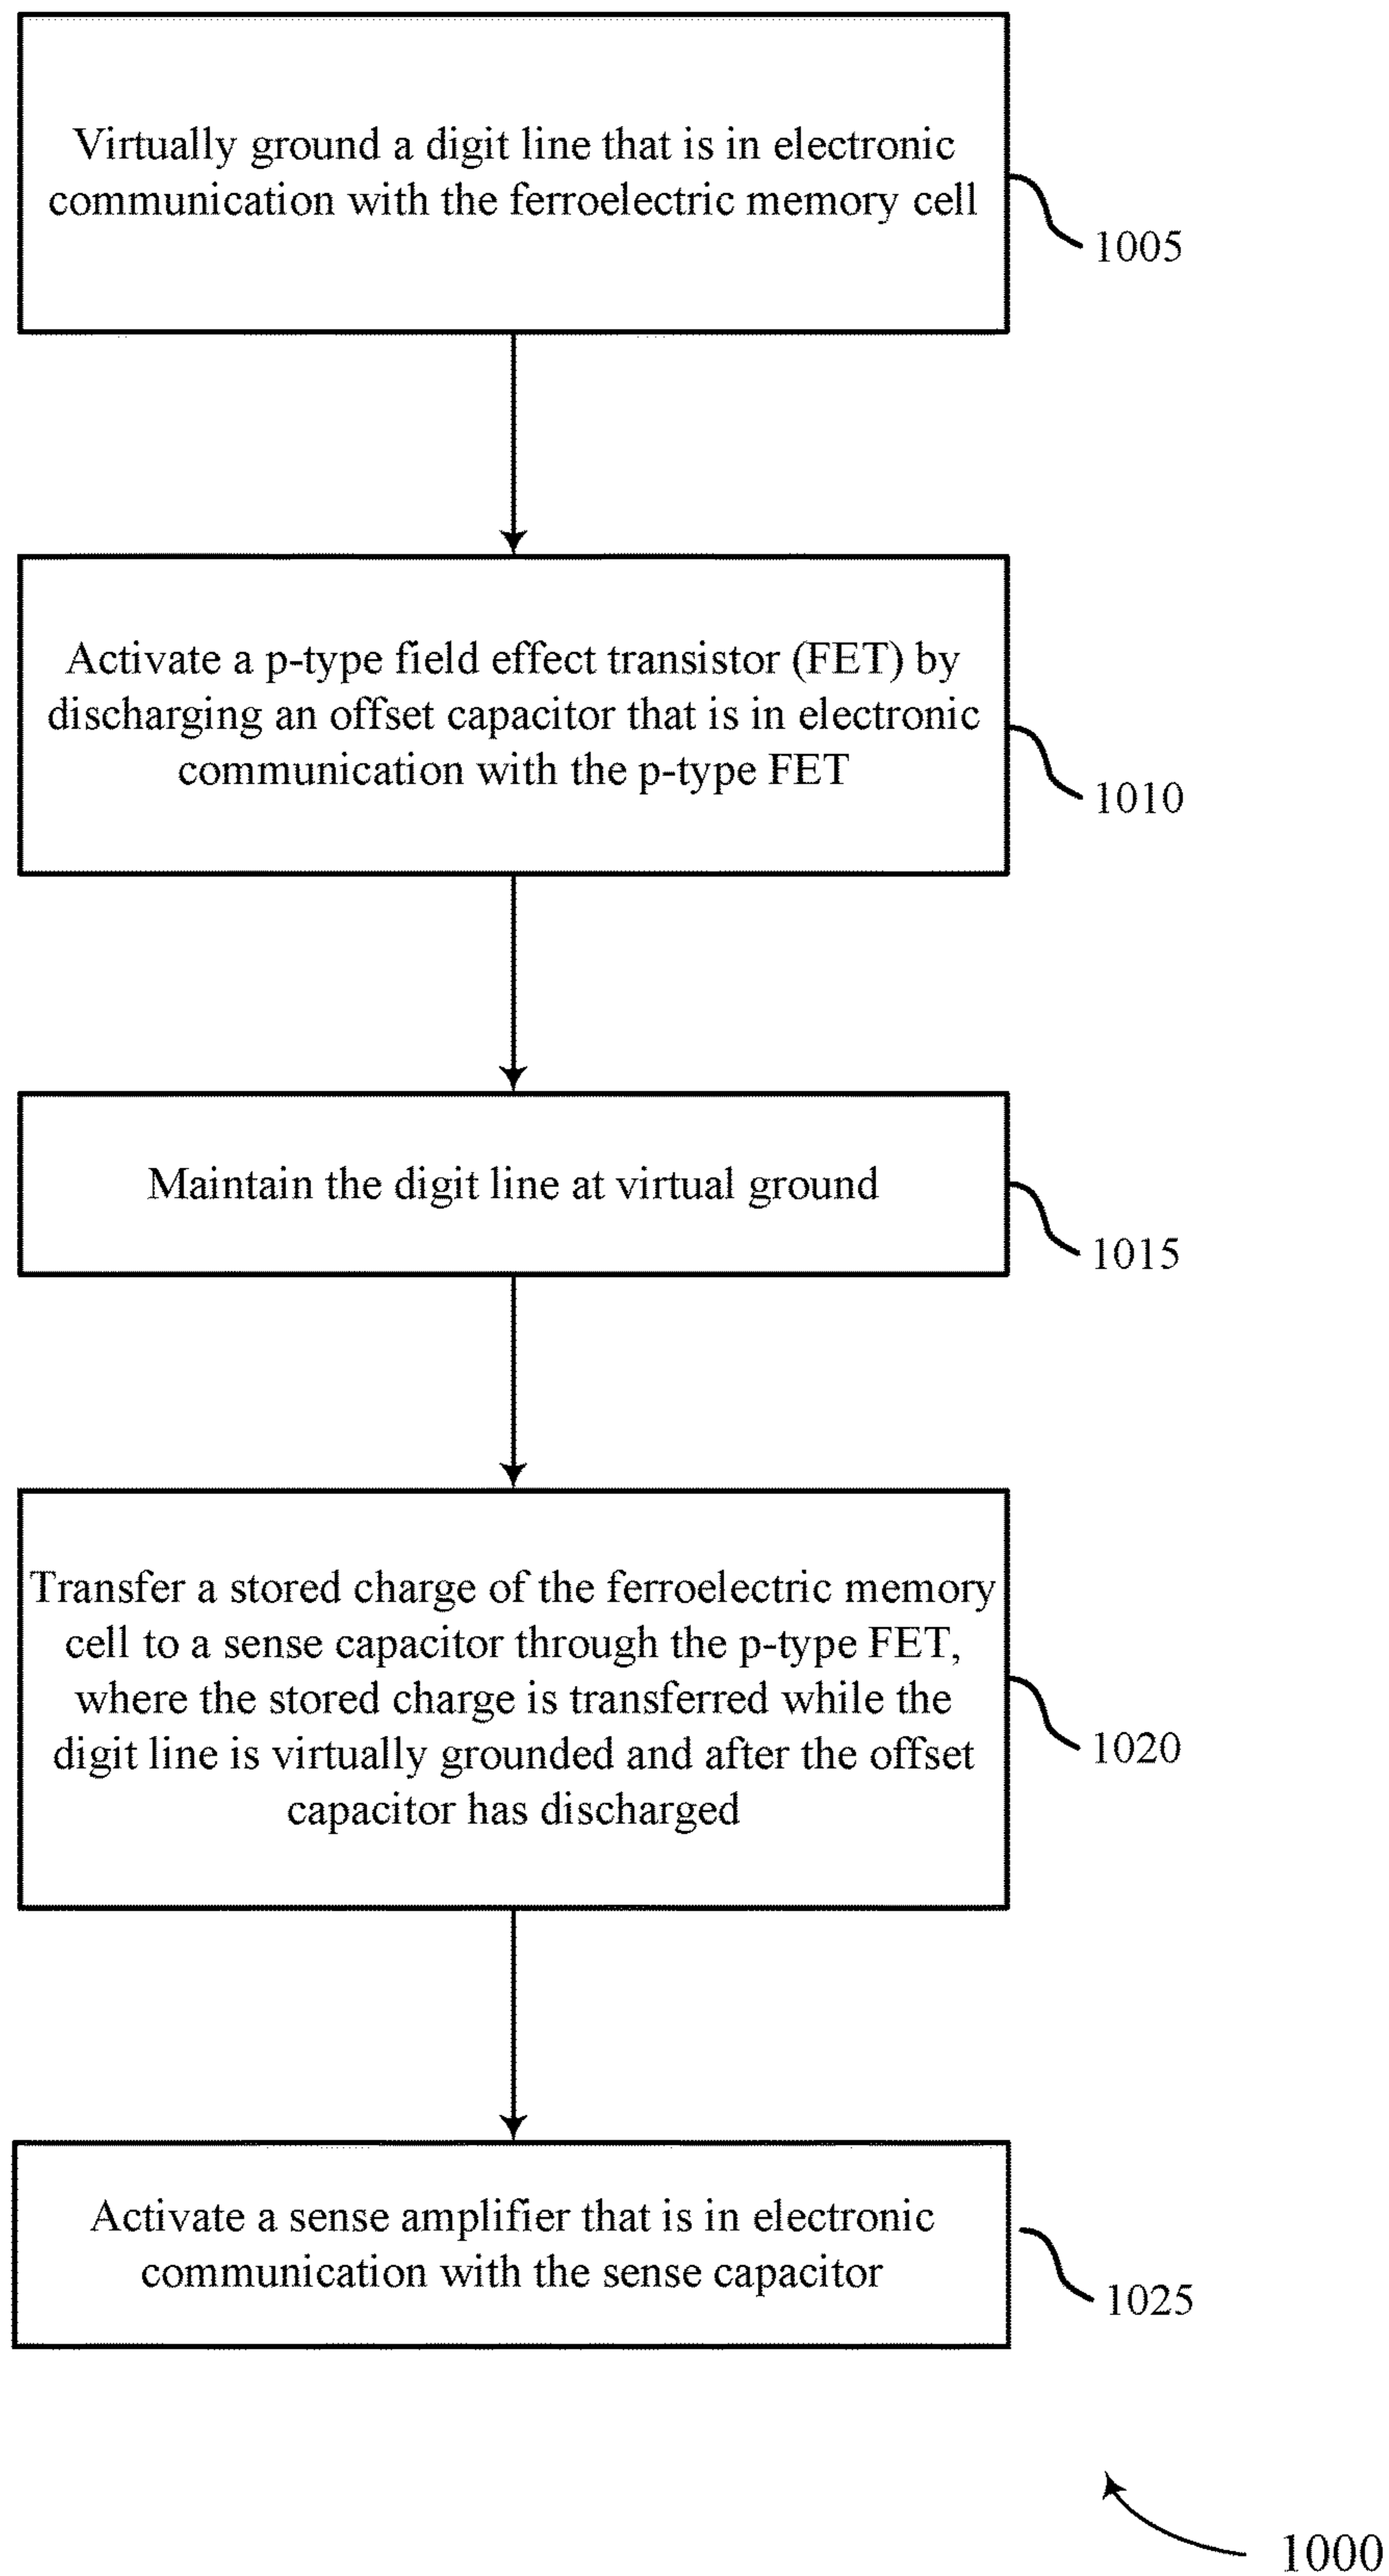 Virtually ground a digit line that is in electronic
communication with the ferroelectric memory cell
1005
Activate a p-type field effect transistor (FET) by
discharging an offset capacitor that is in electronic
communication with the p-type FET
1010
Maintain the digit line at virtual ground
1015
Transfer a stored charge of the ferroelectric memory
cell to a sense capacitor through the p-type FET,
where the stored charge is transferred while the
digit line is virtually grounded and after the offset
capacitor has discharged
1020
Activate a sense amplifier that is in electronic
communication with the sense capacitor
1025
1000